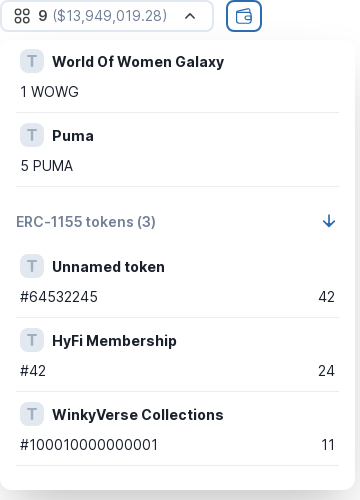 9 ($13,949,019.28)
T World Of Women Galaxy
1 WOWG
T Puma
5 PUMA
ERC-1155 tokens (3)
T Unnamed token
#64532245 42
T HyFi Membership
#42 24
T WinkyVerse Collections
#100010000000001 11